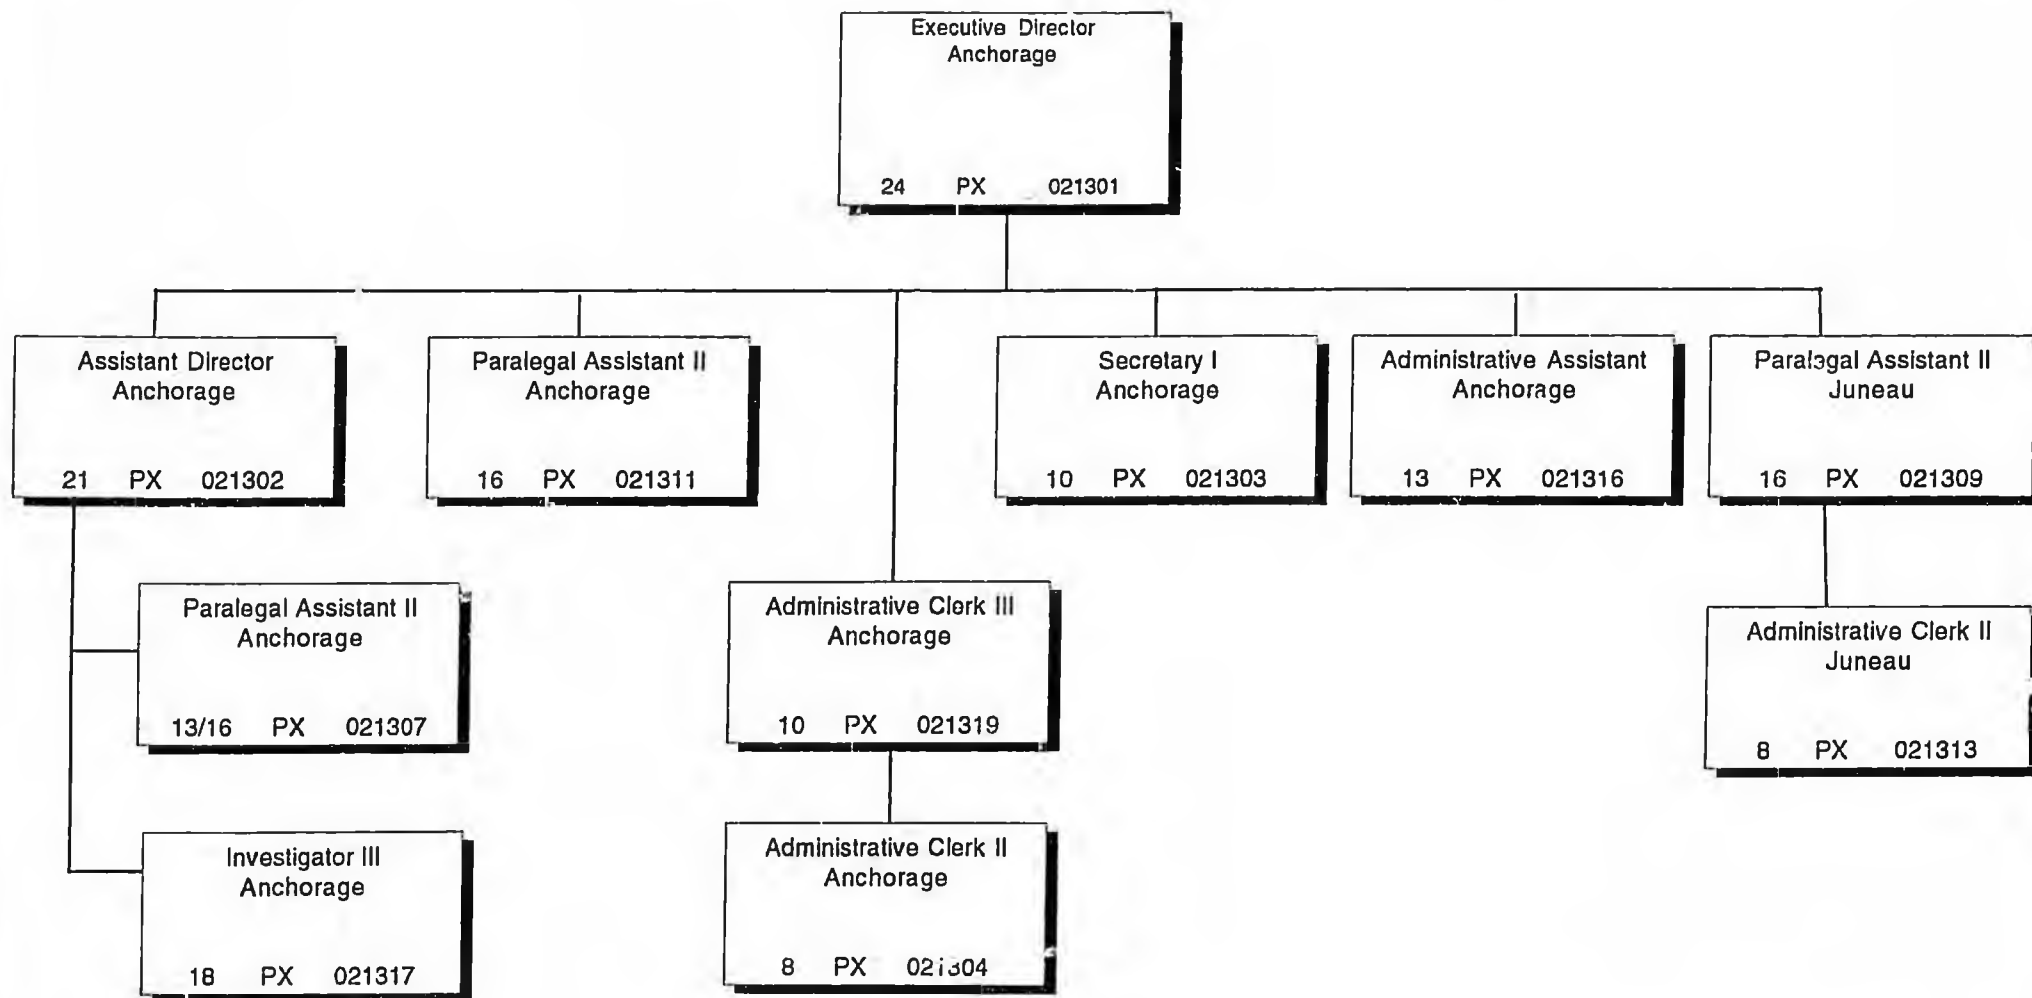 Executive Director
Anchorage
24 PX 021301
Assistant Director
Anchorage
21 PX 021302
Paralegal Assistant II
Anchorage
16 PX 021311
Secretary I
Anchorage
10 PX 021303
Administrative Assistant
Anchorage
13 PX 021316
Paralegal Assistant II
Juneau
16 PX 021309
Paralegal Assistant II
Anchorage
13/16 PX 021307
Administrative Clerk III
Anchorage
10 PX 021319
Administrative Clerk II
Juneau
8 PX 021313
Investigator III
Anchorage
18 PX 021317
Administrative Clerk II
Anchorage
8 PX 021304